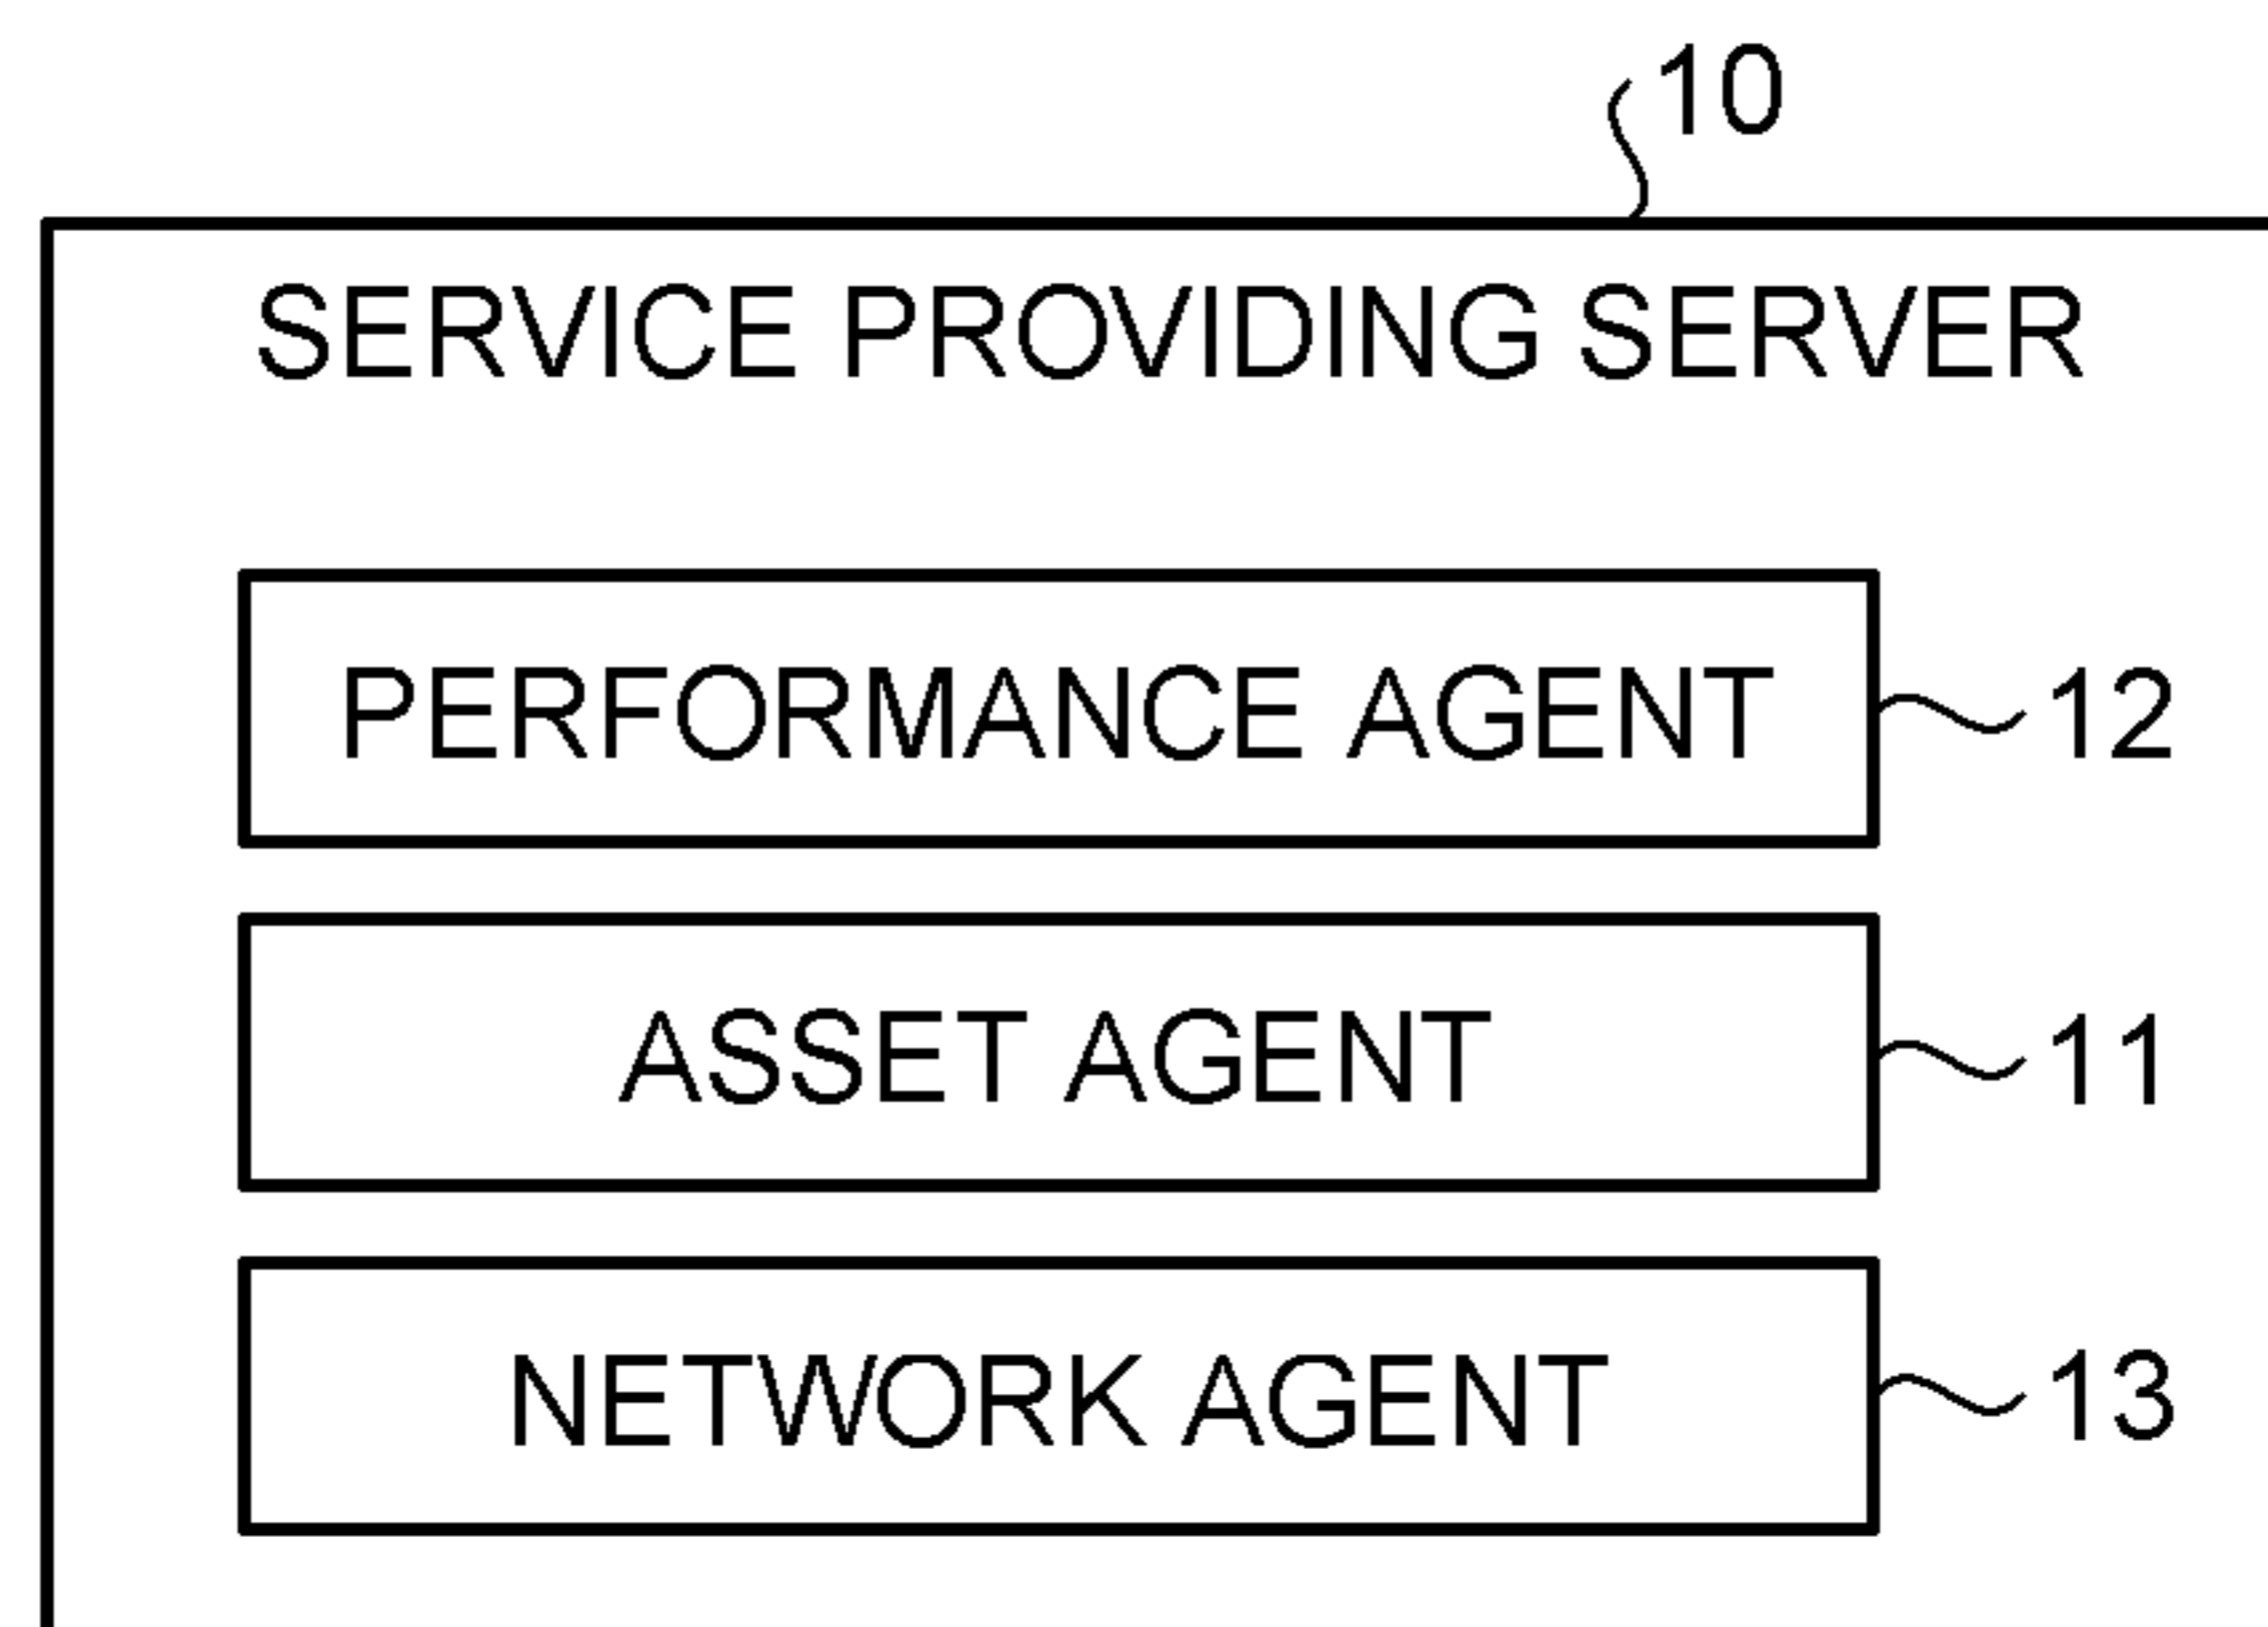 10
SERVICE PROVIDING SERVER
PERFORMANCE AGENT 12
ASSET AGENT 11
NETWORK AGENT 13